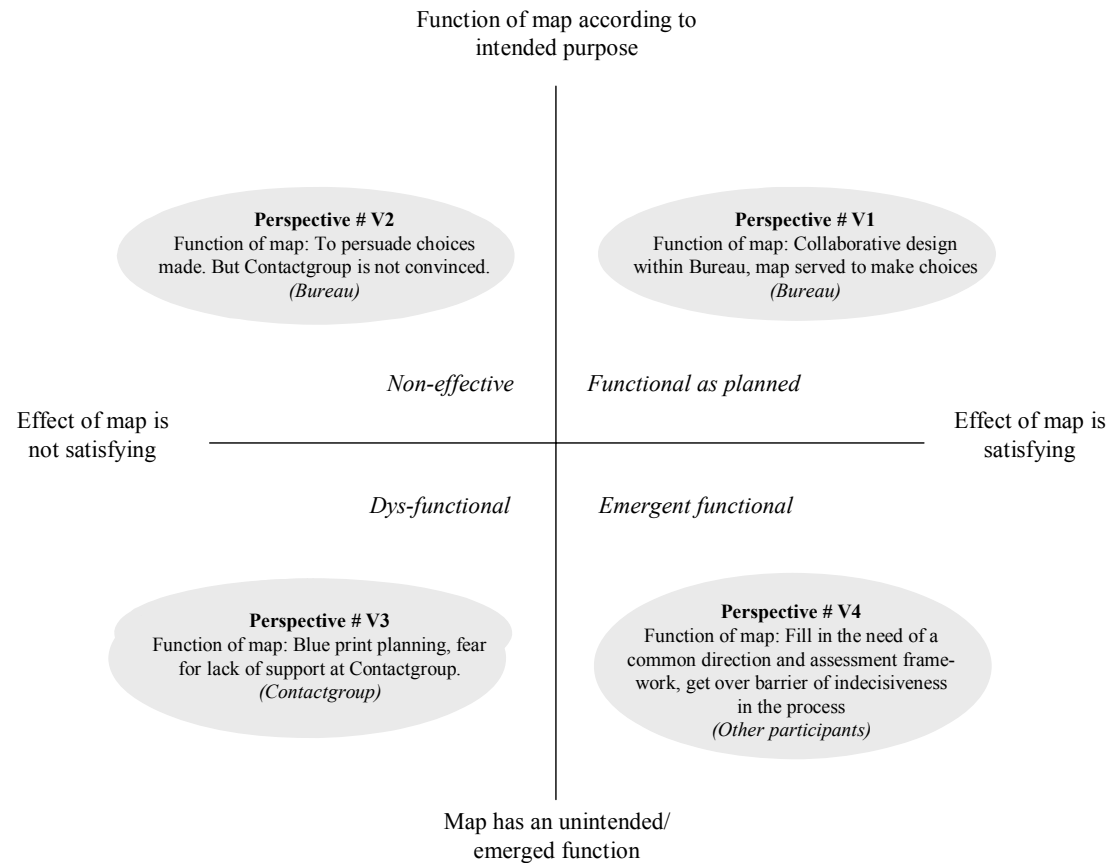 Function of map according to
intended purpose
Perspective # V2
Function of map: To persuade choices
made. But Contactgroup is not convinced.
(Bureau)
Perspective # V1
Function of map: Collaborative design
within Bureau, map served to make choices
(Bureau)
Non-effective
Functional as planned
Effect of map is
not satisfying
Effect of map is
satisfying
Dys-functional
Emergent functional
Perspective # V3
Function of map: Blue print planning, fear
for lack of support at Contactgroup.
(Contactgroup)
Perspective # V4
Function of map: Fill in the need of a
common direction and assessment frame-
work, get over barrier of indecisiveness
in the process
(Other participants)
Map has an unintended/
emerged function